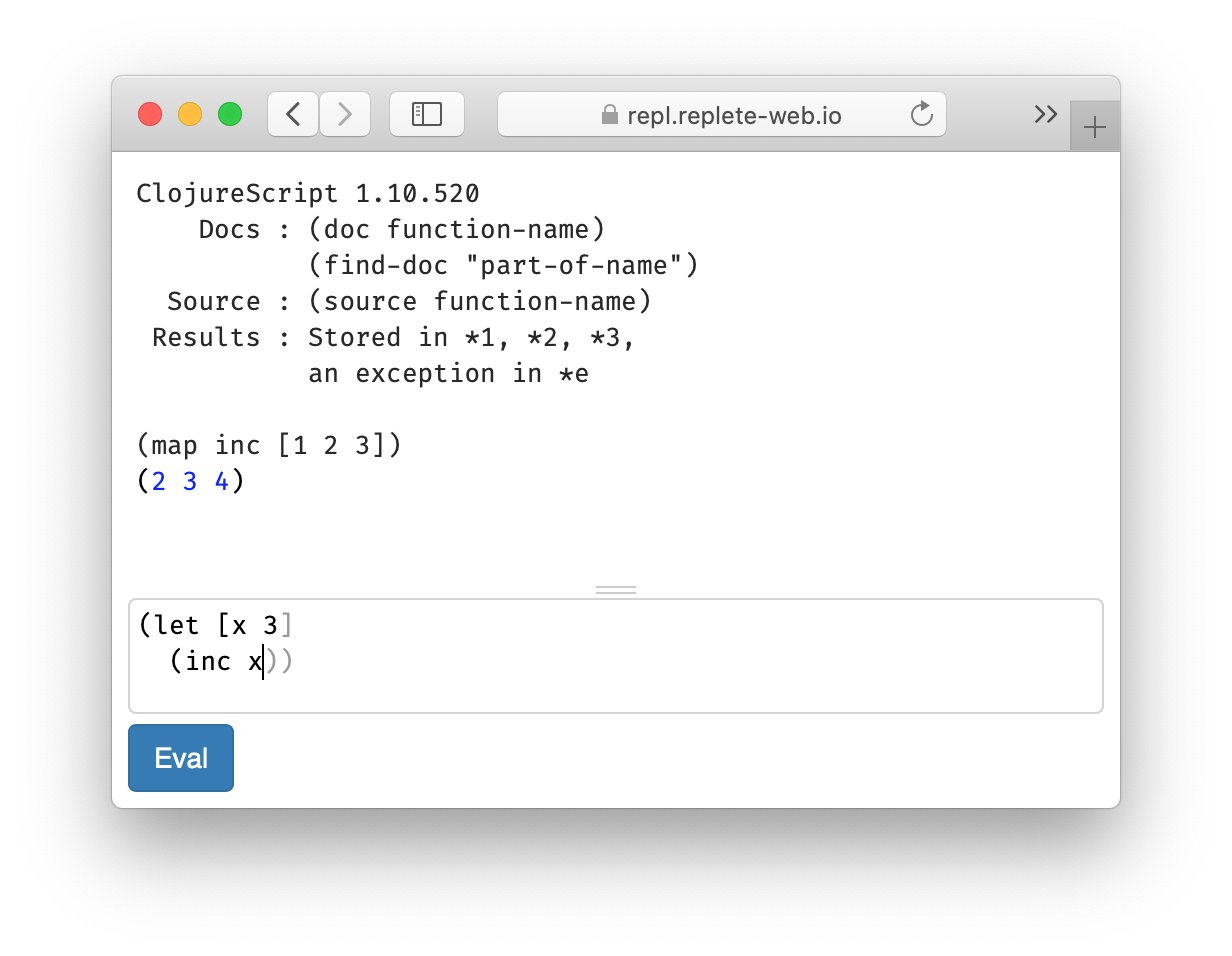 repl.replete-web.io
ClojureScript 1.10.520
    Docs : (doc function-name)
           (find-doc "part-of-name")
  Source : (source function-name)
 Results : Stored in *1, *2, *3,
           an exception in *e
(map inc [1 2 3])
(2 3 4)
(let [x 3]
  (inc x))
Eval